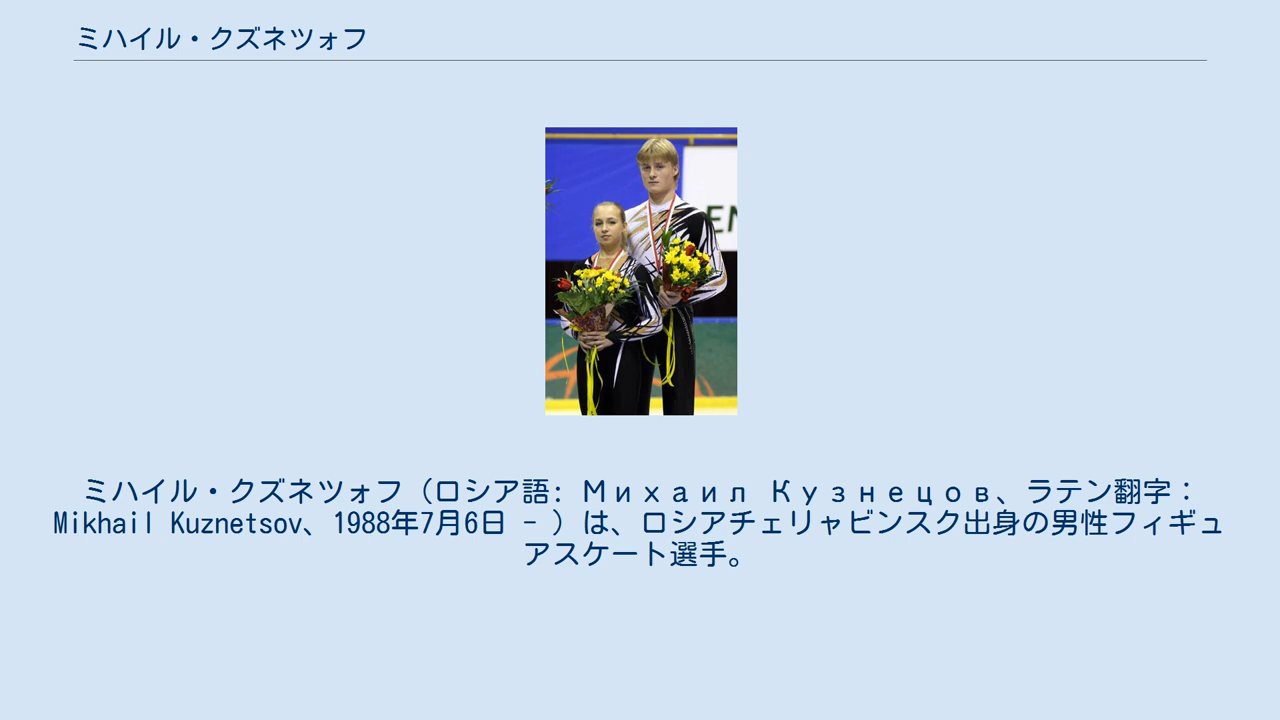 ミハイル・クズネツォフ
EN
ミハイル・クズネツォフ（ロシア語: Михаил Кузнецов、ラテン翻字：
Mikhail Kuznetsov、1988年7月6日 - ）は、ロシアチェリャビンスク出身の男性フィギュ
アスケート選手。